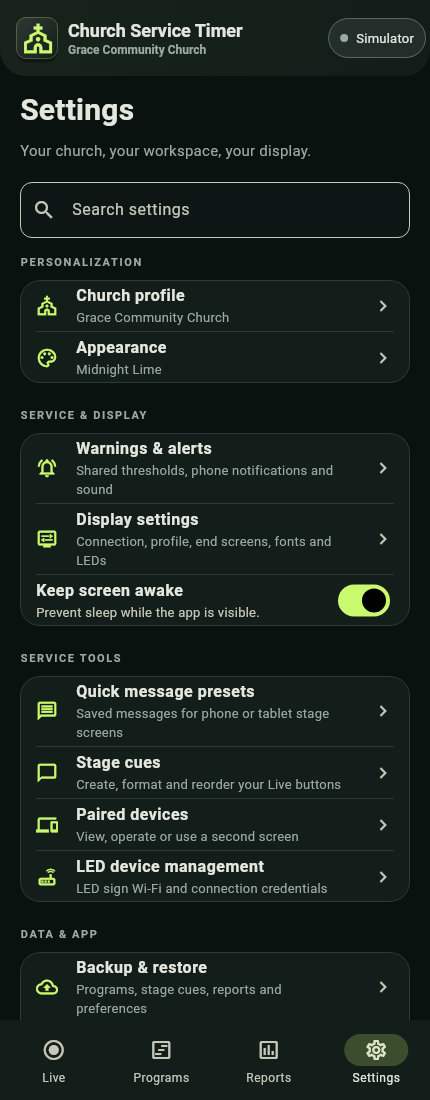 Church Service Timer
Grace Community Church
Simulator
Settings
Your church, your workspace, your display.
Search settings
PERSONALIZATION
Church profile
Grace Community Church
Appearance
Midnight Lime
SERVICE & DISPLAY
Warnings & alerts
Shared thresholds, phone notifications and
sound
Display settings
Connection, profile, end screens, fonts and
LEDs
Keep screen awake
Prevent sleep while the app is visible.
SERVICE TOOLS
Quick message presets
Saved messages for phone or tablet stage
screens
Stage cues
Create, format and reorder your Live buttons
Paired devices
View, operate or use a second screen
LED device management
LED sign Wi-Fi and connection credentials
DATA & APP
Backup & restore
Programs, stage cues, reports and
preferences
Live
Programs
Reports
Settings